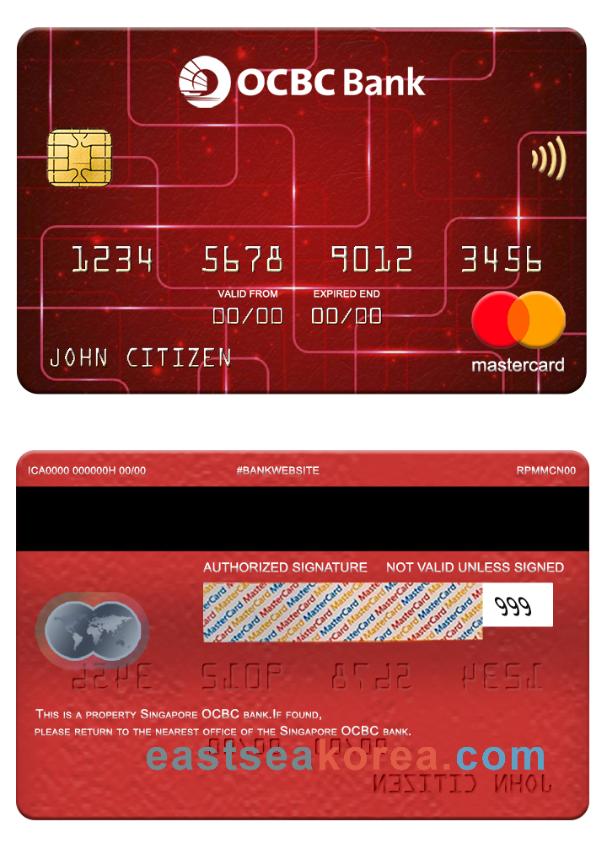 OCBC Bank
1234 5678 9012 3456
VALID FROM EXPIRED END
00/00 00/00
JOHN CITIZEN
mastercard
ICA0000 000000H 00/00 #BANKWEBSITE RPMMCN00
AUTHORIZED SIGNATURE NOT VALID UNLESS SIGNED
MasterCard MasterCard MasterCard
999
THIS IS A PROPERTY SINGAPORE OCBC BANK.IF FOUND,
PLEASE RETURN TO THE NEAREST OFFICE OF THE SINGAPORE OCBC BANK.
eastseakorea.com
JOHN CITIZEN